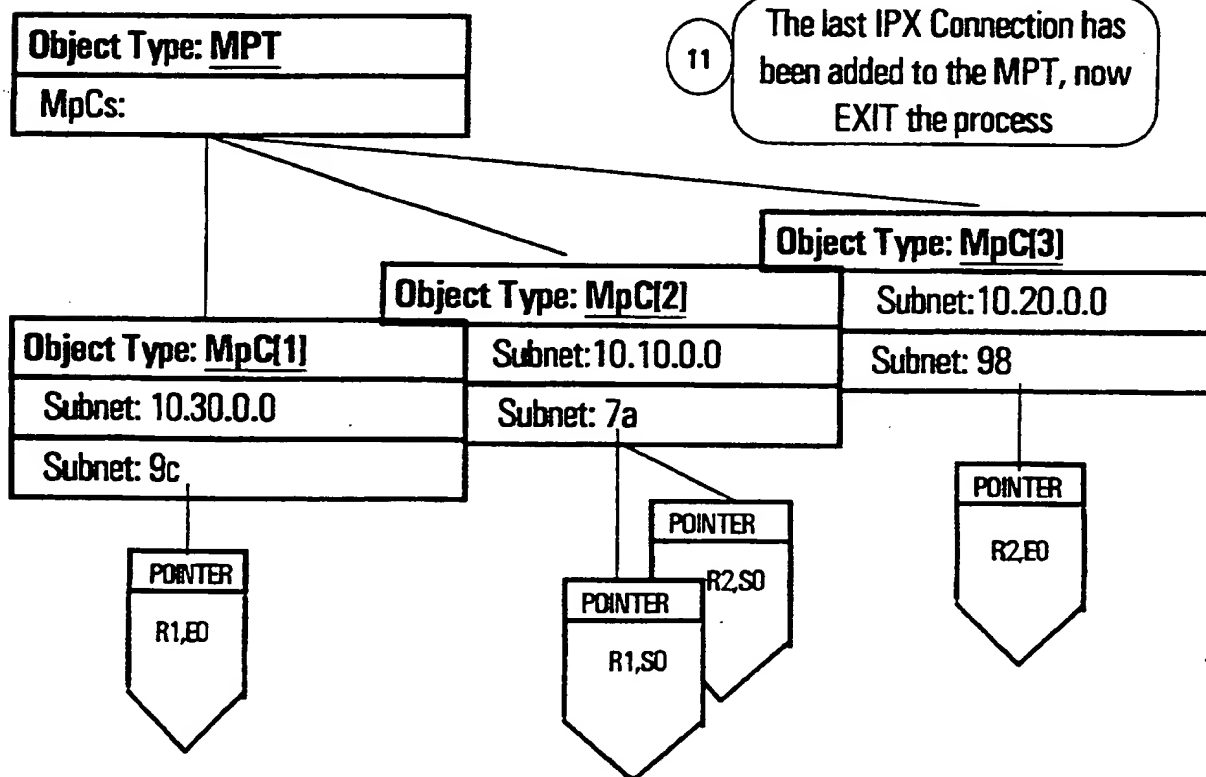 Object Type: MPT
MpCs:
11
The last IPX Connection has
been added to the MPT, now
EXIT the process
Object Type: MpC[3]
Subnet:10.20.0.0
Subnet: 98
Object Type: MpC[2]
Subnet:10.10.0.0
Subnet: 7a
Object Type: MpC[1]
Subnet: 10.30.0.0
Subnet: 9c
POINTER
R1,E0
POINTER
R1,S0
POINTER
R2,S0
POINTER
R2,E0